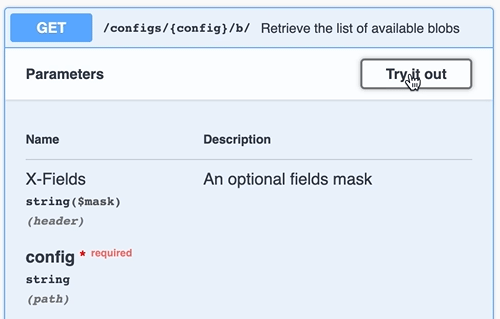 GET /configs/{config}/b/ Retrieve the list of available blobs
Parameters Try it out
Name Description
X-Fields An optional fields mask
string($mask)
(header)
config * required
string
(path)